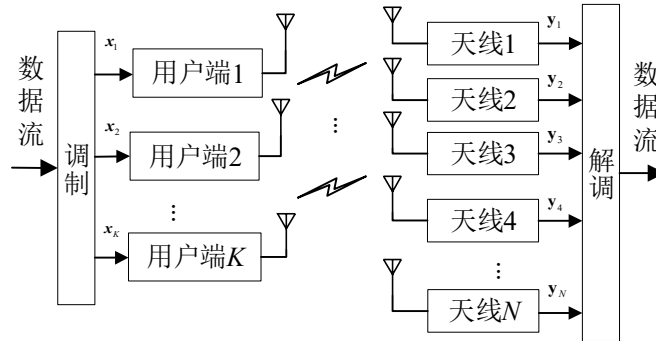 数据流
调制
x₁
用户端1
x₂
用户端2
⋮
x_K
用户端K
⋮
天线1
y₁
天线2
y₂
天线3
y₃
天线4
y₄
⋮
天线N
y_N
解调
数据流